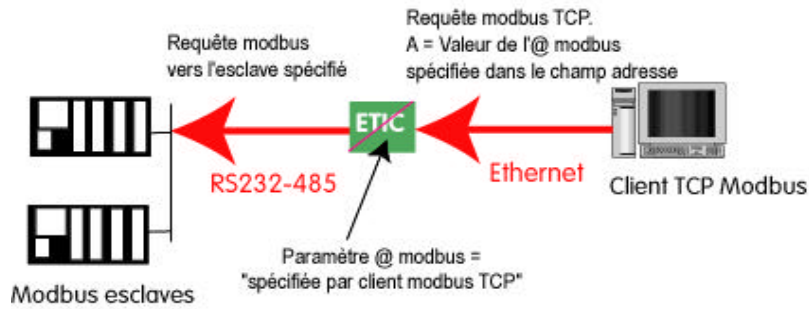 Requête modbus
vers l'esclave spécifié
Requête modbus TCP.
A = Valeur de l'@ modbus
spécifiée dans le champ adresse
ETIC
RS232-485
Ethernet
Client TCP Modbus
Paramètre @ modbus =
"spécifiée par client modbus TCP"
Modbus esclaves